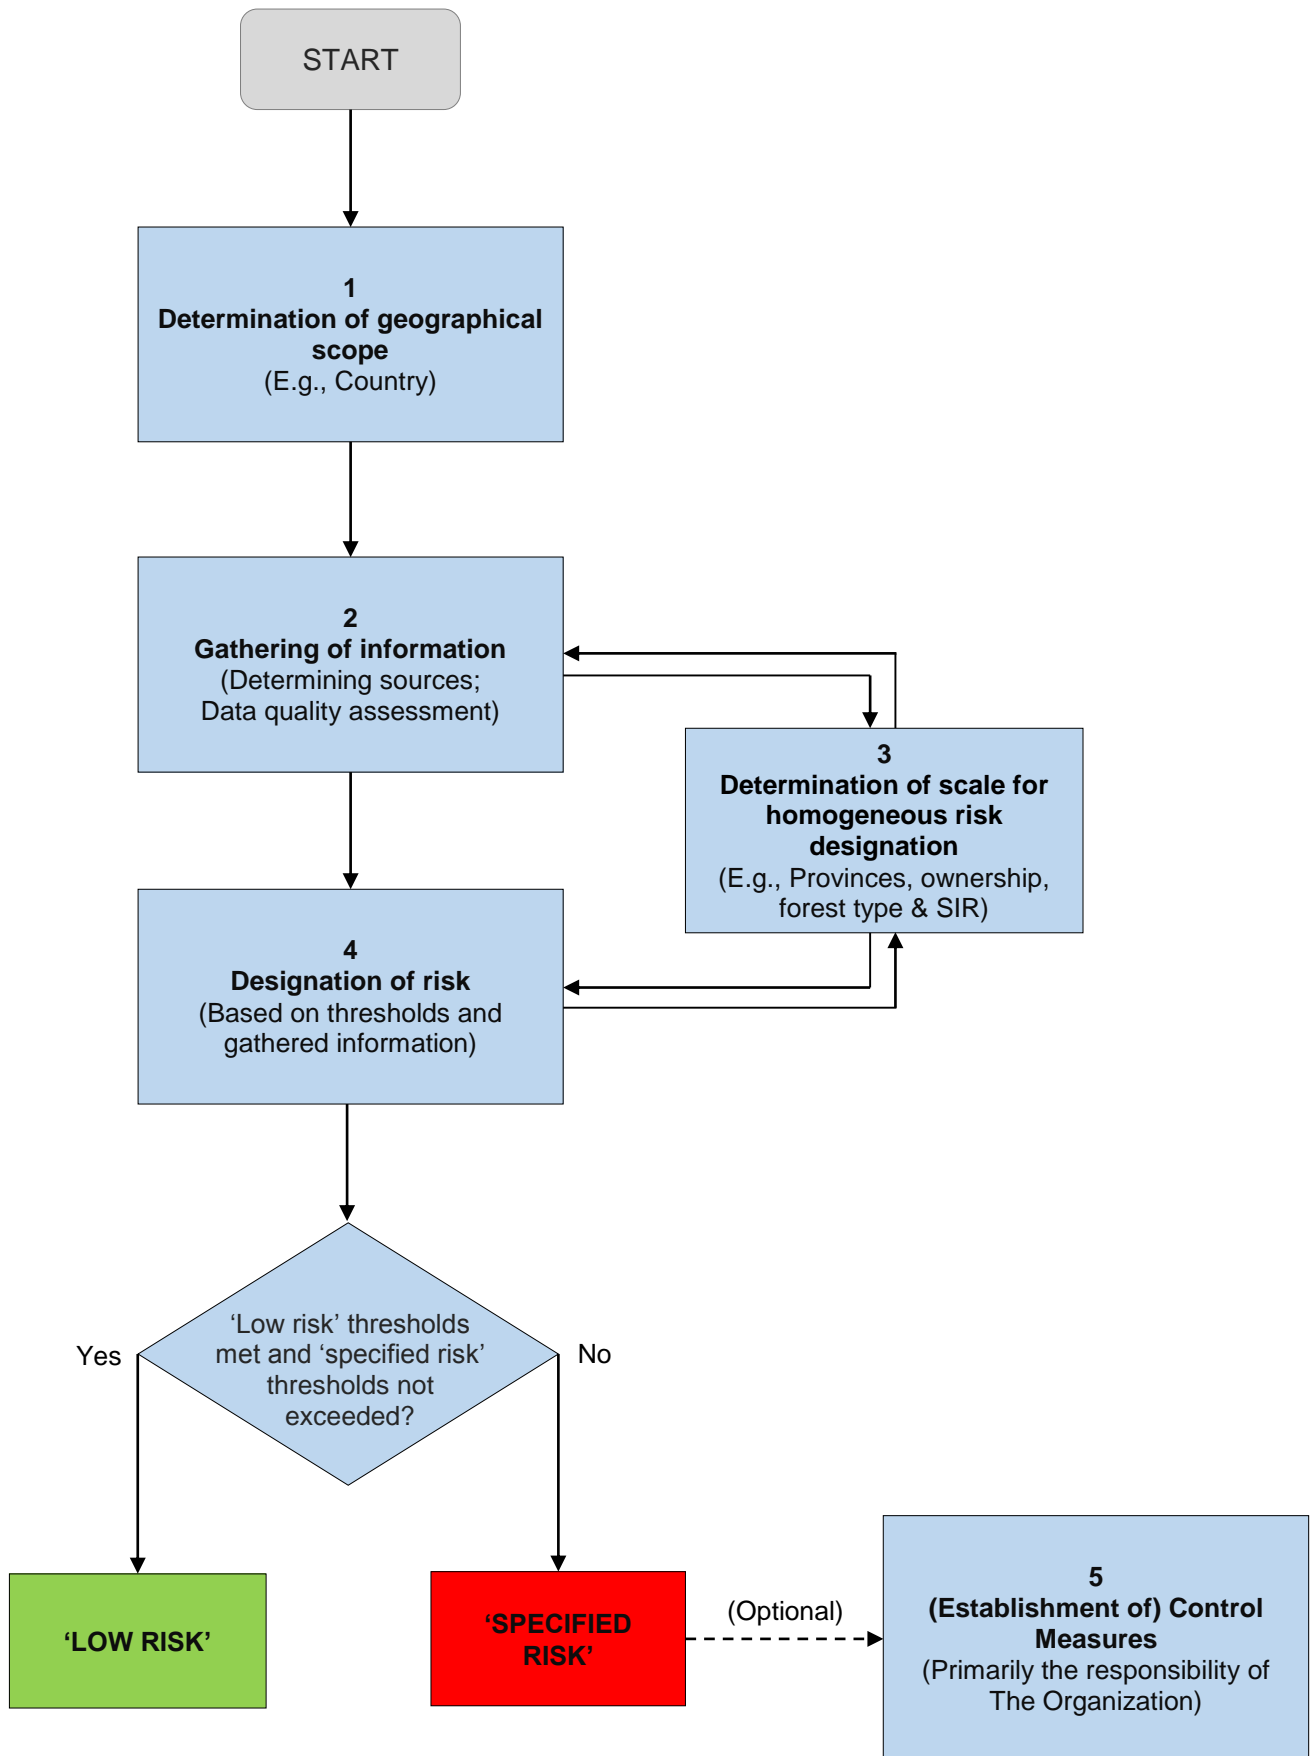 START
1
Determination of geographical
scope
(E.g., Country)
2
Gathering of information
(Determining sources;
Data quality assessment)
3
Determination of scale for
homogeneous risk
designation
(E.g., Provinces, ownership,
forest type & SIR)
4
Designation of risk
(Based on thresholds and
gathered information)
‘Low risk’ thresholds
met and ‘specified risk’
thresholds not
exceeded?
Yes
No
‘LOW RISK’
‘SPECIFIED
RISK’
(Optional)
5
(Establishment of) Control
Measures
(Primarily the responsibility of
The Organization)